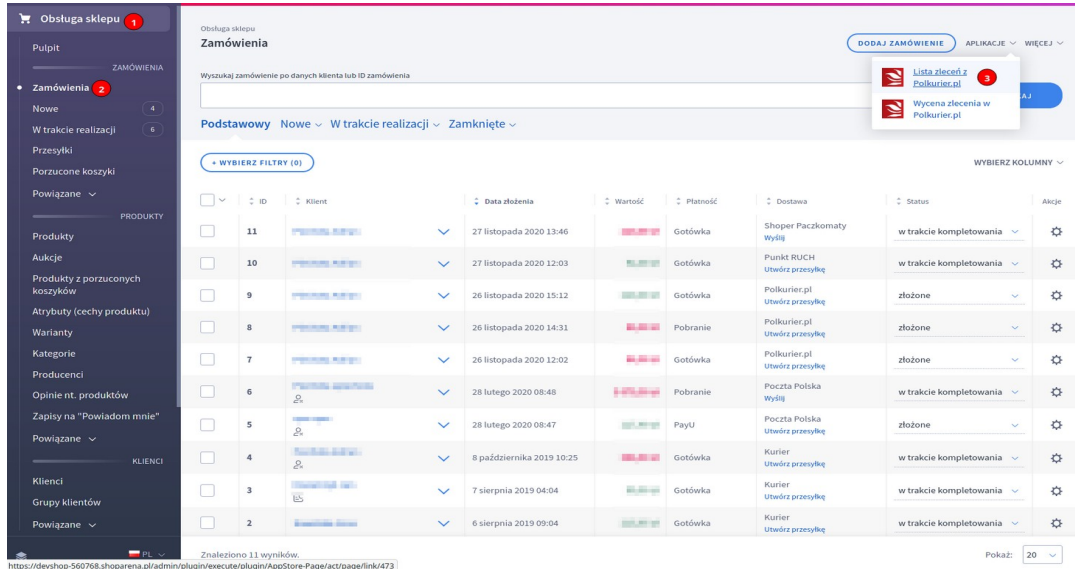 Obsługa sklepu 1
Pulpit
ZAMÓWIENIA
Zamówienia 2
Nowe 4
W trakcie realizacji 6
Przesyłki
Porzucone koszyki
Powiązane
PRODUKTY
Produkty
Aukcje
Produkty z porzuconych
koszyków
Atrybuty (cechy produktu)
Warianty
Kategorie
Producenci
Opinie nt. produktów
Zapisy na "Powiadom mnie"
Powiązane
KLIENCI
Klienci
Grupy klientów
Powiązane
PL
Obsługa sklepu
Zamówienia
DODAJ ZAMÓWIENIE APLIKACJE WIĘCEJ
Lista zleceń z
Polkurier.pl 3
Wycena zlecenia w
Polkurier.pl
Wyszukaj zamówienie po danych klienta lub ID zamówienia
Podstawowy Nowe W trakcie realizacji Zamknięte
+ WYBIERZ FILTRY (0) WYBIERZ KOLUMNY
ID Klient Data złożenia Wartość Płatność Dostawa Status Akcje
11 27 listopada 2020 13:46 Gotówka Shoper Paczkomaty w trakcie kompletowania
Wyślij
10 27 listopada 2020 12:03 Gotówka Punkt RUCH w trakcie kompletowania
Utwórz przesyłkę
9 26 listopada 2020 15:12 Gotówka Polkurier.pl złożone
Utwórz przesyłkę
8 26 listopada 2020 14:31 Pobranie Polkurier.pl złożone
Utwórz przesyłkę
7 26 listopada 2020 12:02 Gotówka Polkurier.pl złożone
Utwórz przesyłkę
6 28 lutego 2020 08:48 Pobranie Poczta Polska w trakcie kompletowania
Wyślij
5 28 lutego 2020 08:47 PayU Poczta Polska złożone
Utwórz przesyłkę
4 8 października 2019 10:25 Gotówka Kurier w trakcie kompletowania
Utwórz przesyłkę
3 7 sierpnia 2019 04:04 Gotówka Kurier w trakcie kompletowania
Utwórz przesyłkę
2 6 sierpnia 2019 09:04 Gotówka Kurier w trakcie kompletowania
Utwórz przesyłkę
Znaleziono 11 wyników. Pokaż: 20
https://devshop-560768.shoparena.pl/admin/plugin/execute/plugin/AppStore-Page/act/page/link/473